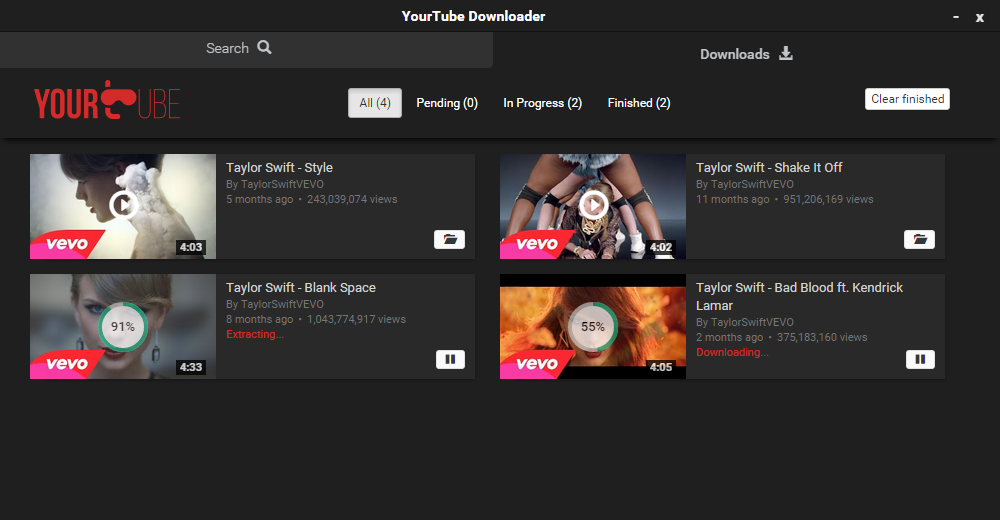 YourTube Downloader
- x
Search
Downloads
YOURTUBE
All (4)
Pending (0)
In Progress (2)
Finished (2)
Clear finished
vevo
4:03
Taylor Swift - Style
By TaylorSwiftVEVO
5 months ago • 243,039,074 views
vevo
4:02
Taylor Swift - Shake It Off
By TaylorSwiftVEVO
11 months ago • 951,206,169 views
91%
vevo
4:33
Taylor Swift - Blank Space
By TaylorSwiftVEVO
8 months ago • 1,043,774,917 views
Extracting...
55%
vevo
4:05
Taylor Swift - Bad Blood ft. Kendrick
Lamar
By TaylorSwiftVEVO
2 months ago • 375,183,160 views
Downloading...